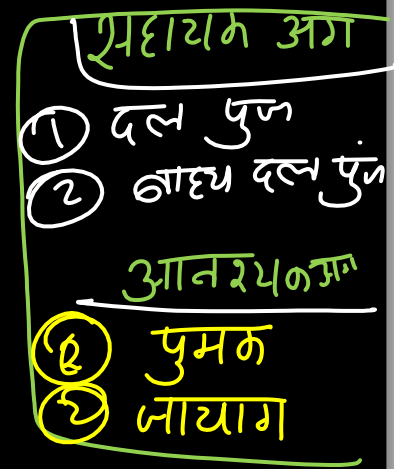 सहायक अंग
① दल पुंज
② बाह्य दल पुंज
आवश्यक अंग
① पुमंग
② जायांग